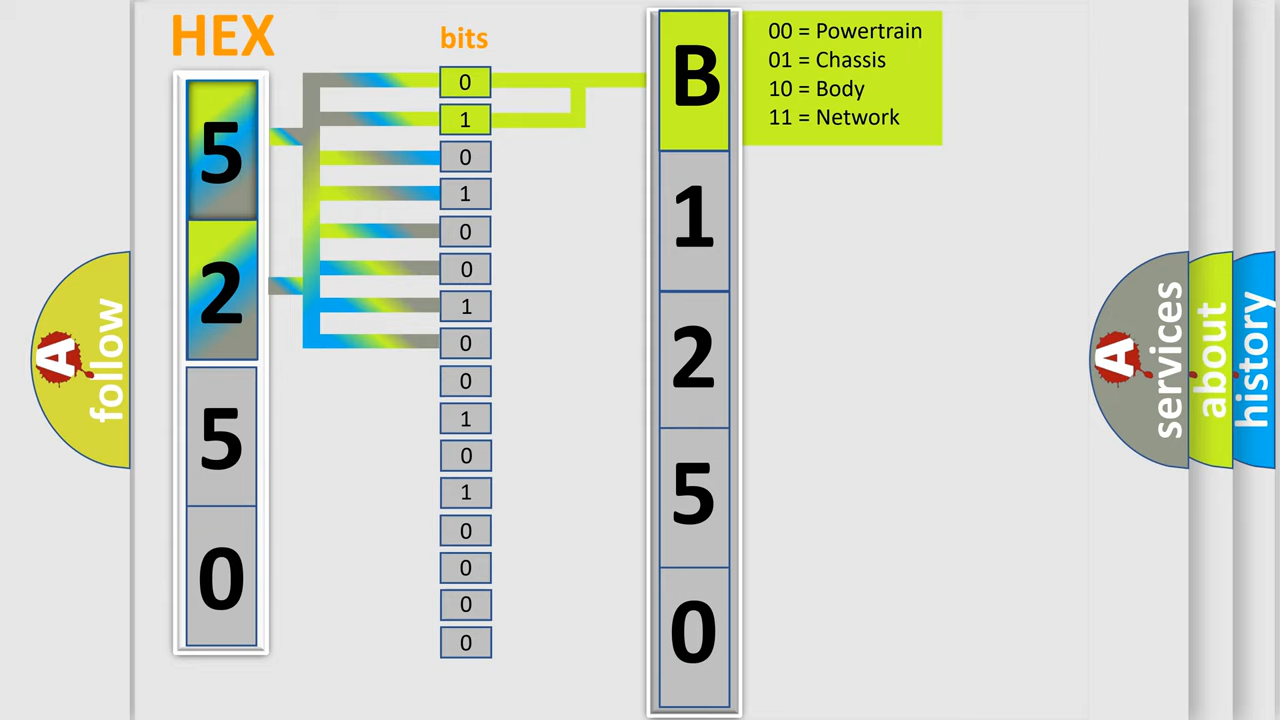 HEX
bits
5
2
5
0
0
1
0
1
0
0
1
0
0
1
0
1
0
0
0
0
B
1
2
5
0
00 = Powertrain
01 = Chassis
10 = Body
11 = Network
A
follow
A
services
about
history